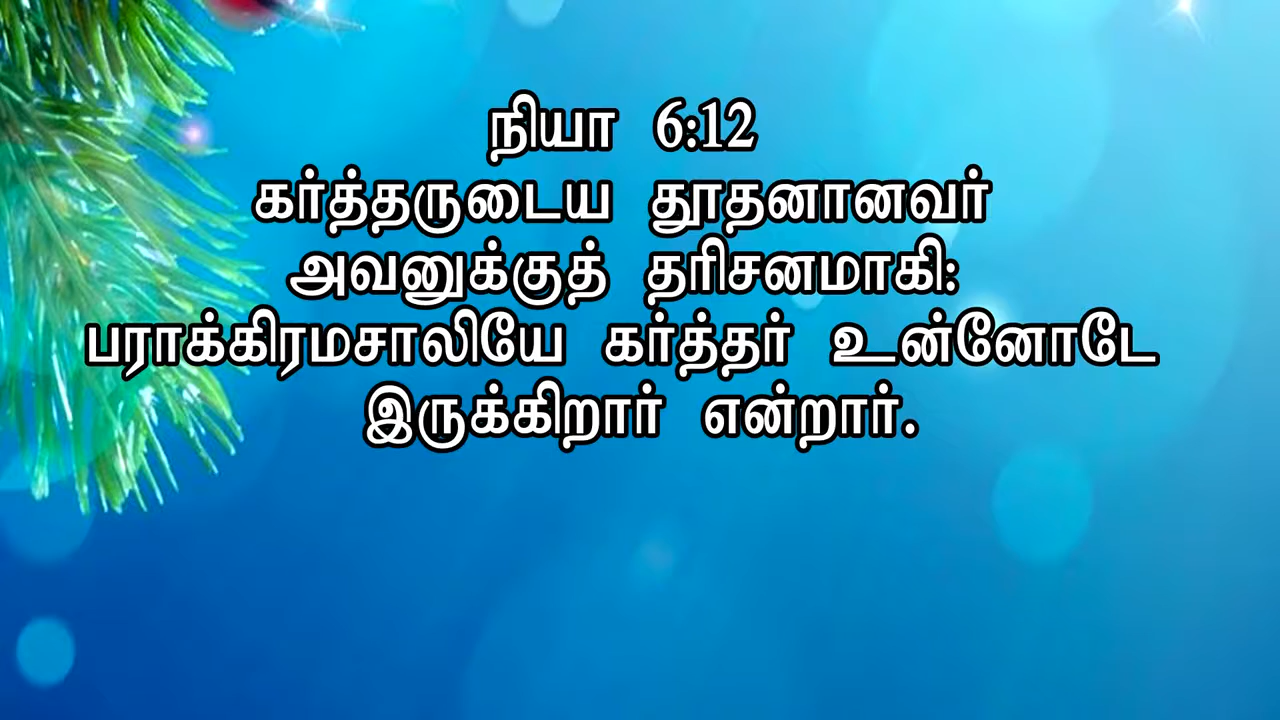 நியா 6:12
கர்த்தருடைய தூதனானவர்
அவனுக்குத் தரிசனமாகி:
பராக்கிரமசாலியே கர்த்தர் உன்னோடே
இருக்கிறார் என்றார்.